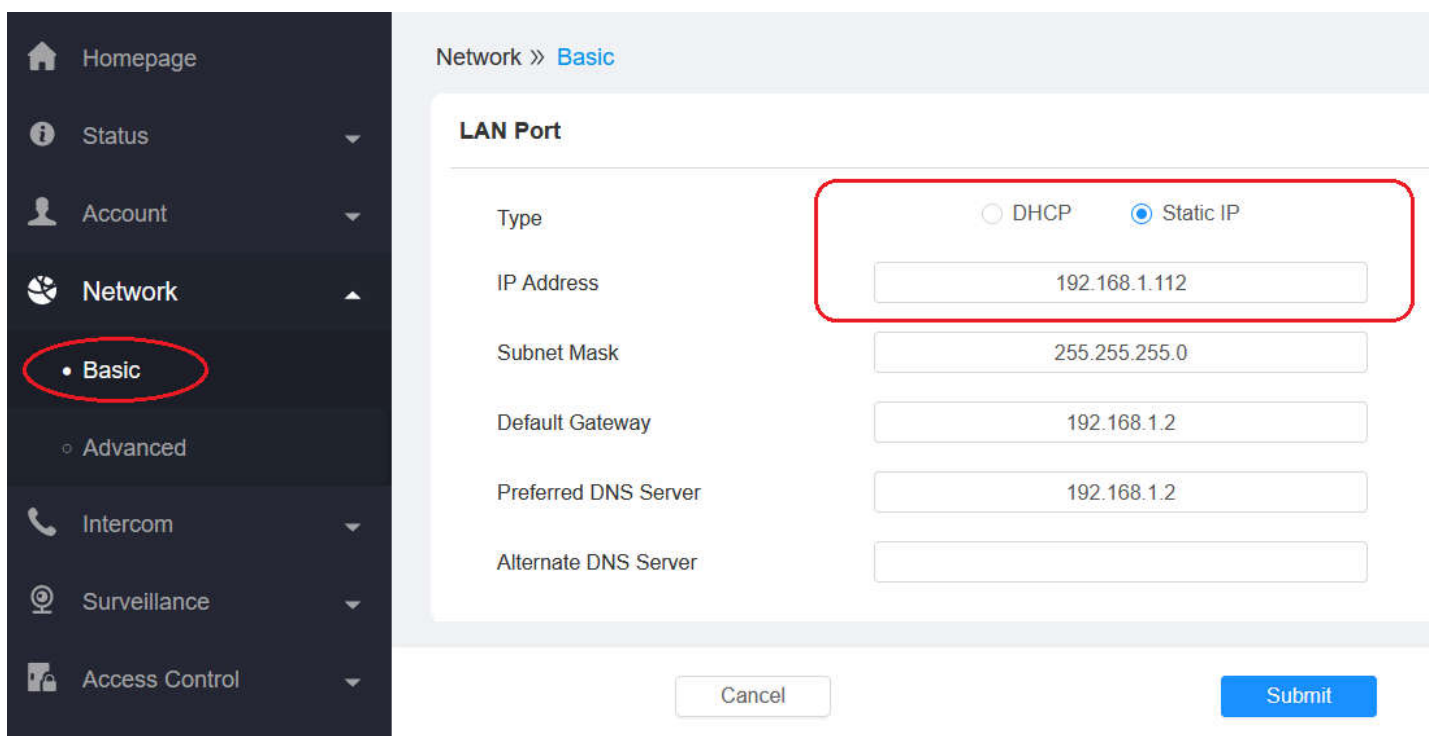 Homepage
Status
Account
Network
Basic
Advanced
Intercom
Surveillance
Access Control
Network » Basic
LAN Port
Type DHCP Static IP
IP Address 192.168.1.112
Subnet Mask 255.255.255.0
Default Gateway 192.168.1.2
Preferred DNS Server 192.168.1.2
Alternate DNS Server
Cancel Submit